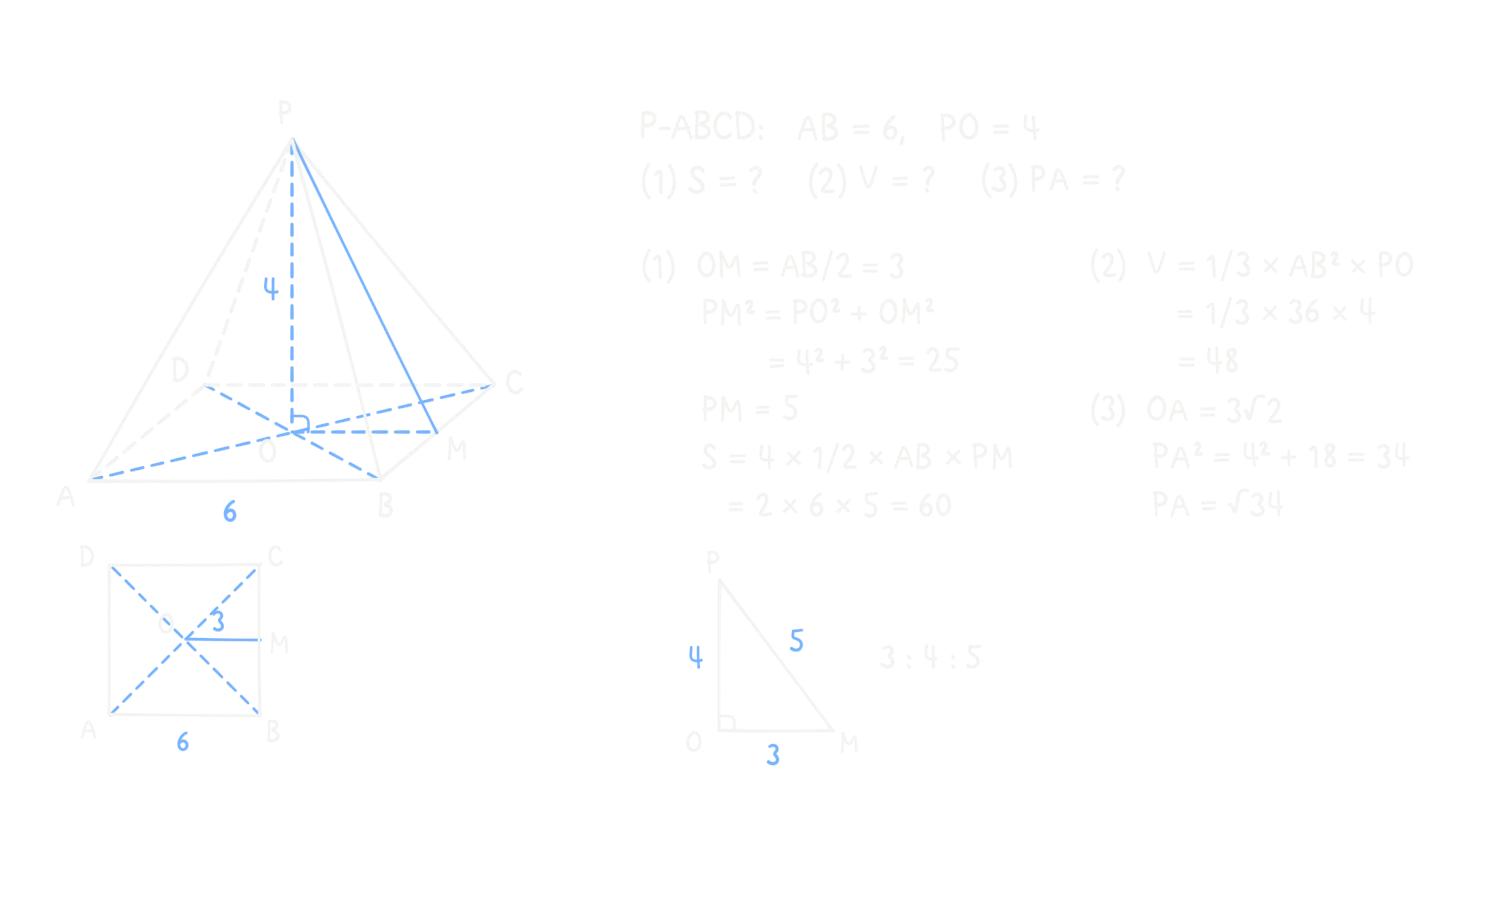 P-ABCD: AB = 6, PO = 4
(1) S = ? (2) V = ? (3) PA = ?
(1) OM = AB/2 = 3
PM² = PO² + OM²
= 4² + 3² = 25
PM = 5
S = 4 × 1/2 × AB × PM
= 2 × 6 × 5 = 60
(2) V = 1/3 × AB² × PO
= 1/3 × 36 × 4
= 48
(3) OA = 3√2
PA² = 4² + 18 = 34
PA = √34
P
4
D
C
O
M
A
B
6
D
C
O
3
M
A
B
6
P
4
5
O
3
M
3 : 4 : 5